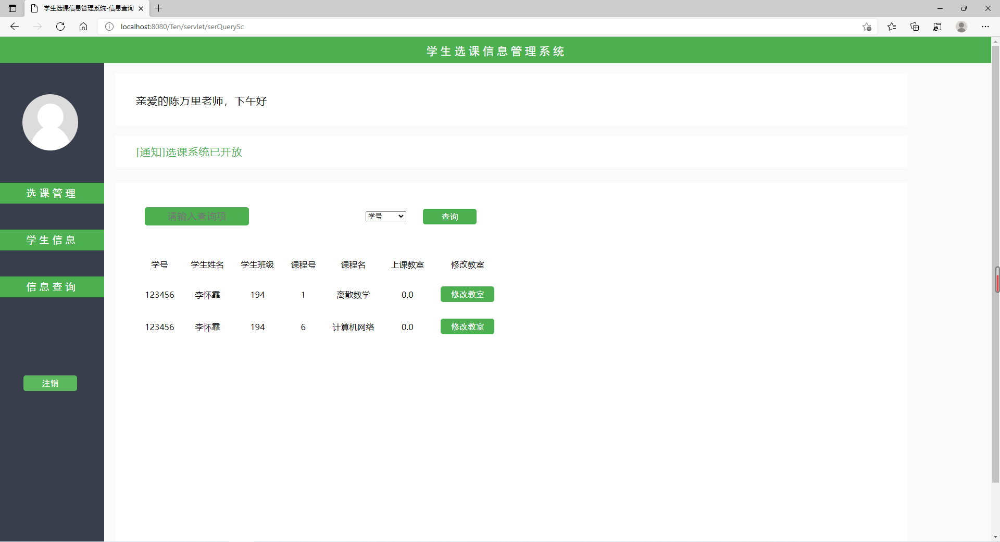 学生选课信息管理系统-信息查询
localhost:8080/Ten/servlet/serQuerySc
学生选课信息管理系统
亲爱的陈万里老师，下午好
[通知]选课系统已开放
选课管理
学生信息
信息查询
注销
请输入查询项 学号 查询
学号 学生姓名 学生班级 课程号 课程名 上课教室 修改教室
123456 李怀霏 194 1 离散数学 0.0 修改教室
123456 李怀霏 194 6 计算机网络 0.0 修改教室